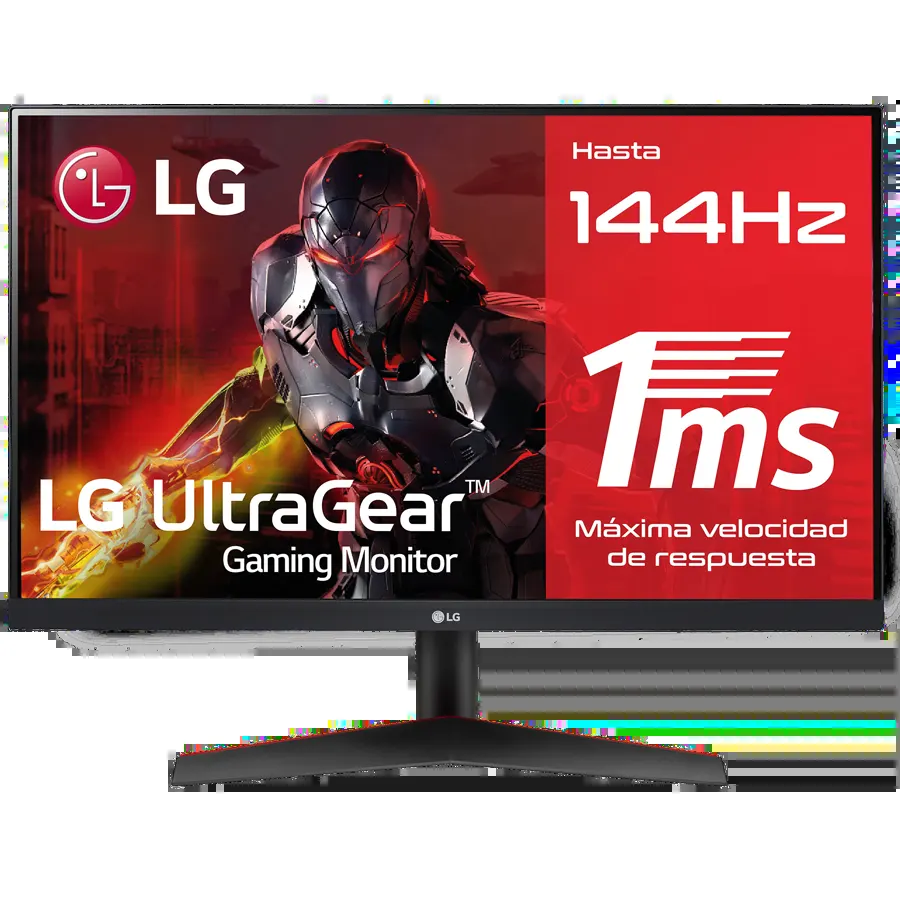 LG
Hasta
144Hz
1ms
LG UltraGear™
Gaming Monitor
Máxima velocidad
de respuesta
LG